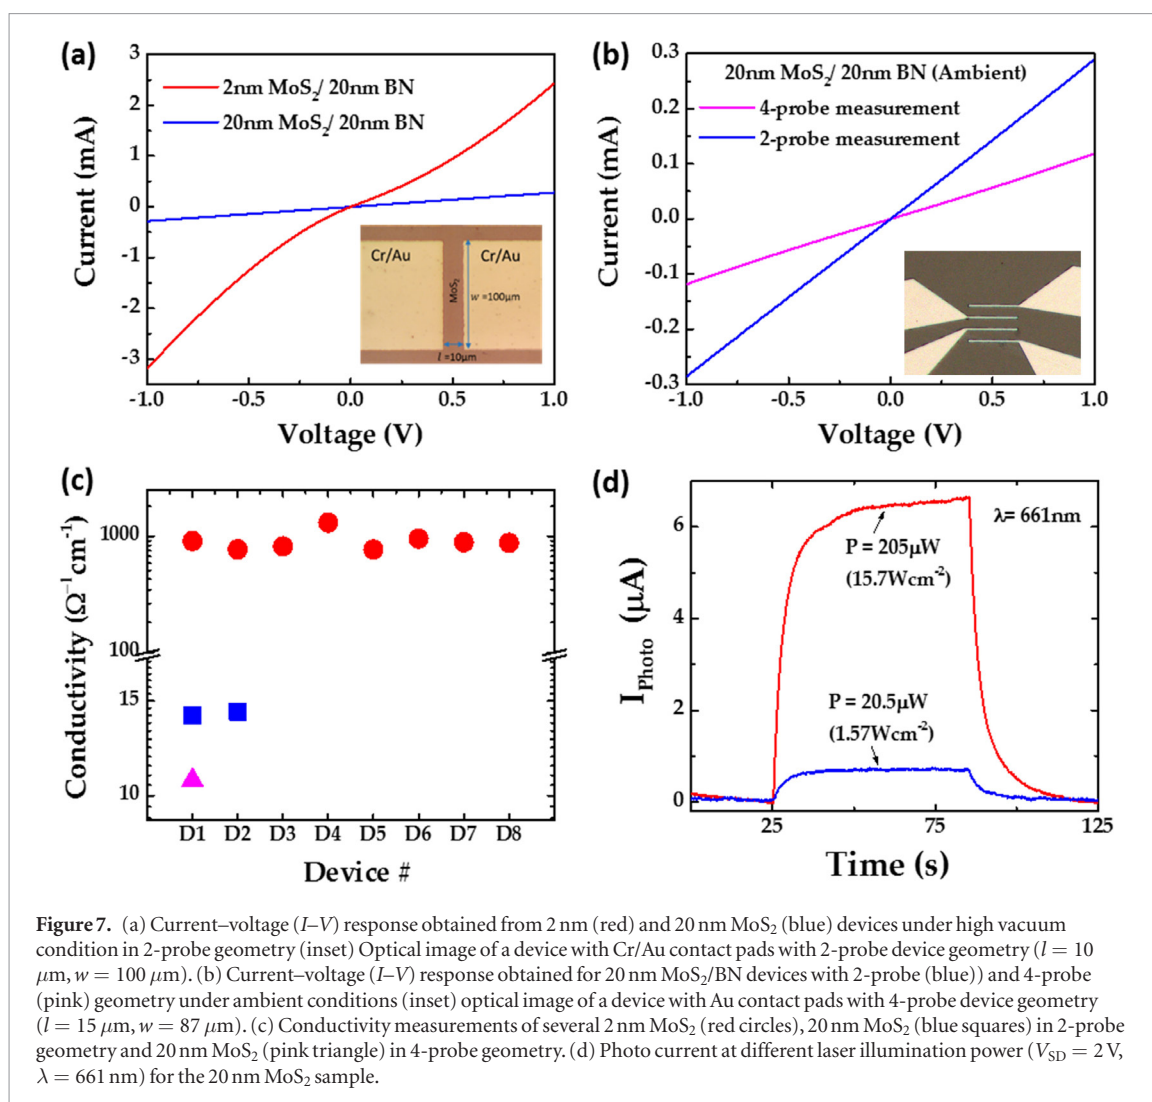 (a)
3
2
1
0
-1
-2
-3
Current (mA)
2nm MoS₂/ 20nm BN
20nm MoS₂/ 20nm BN
Cr/Au
Cr/Au
MoS₂
w =100μm
l =10μm
-1.0 -0.5 0.0 0.5 1.0
Voltage (V)
(b)
0.3
0.2
0.1
0.0
-0.1
-0.2
-0.3
Current (mA)
20nm MoS₂/ 20nm BN (Ambient)
4-probe measurement
2-probe measurement
-1.0 -0.5 0.0 0.5 1.0
Voltage (V)
(c)
1000
100
15
10
Conductivity (Ω⁻¹cm⁻¹)
D1 D2 D3 D4 D5 D6 D7 D8
Device #
(d)
6
4
2
0
I_Photo (μA)
λ= 661nm
P = 205μW
(15.7Wcm⁻²)
P = 20.5μW
(1.57Wcm⁻²)
25 75 125
Time (s)
Figure 7. (a) Current–voltage (I–V) response obtained from 2 nm (red) and 20 nm MoS₂ (blue) devices under high vacuum
condition in 2-probe geometry (inset) Optical image of a device with Cr/Au contact pads with 2-probe device geometry (l = 10
μm, w = 100 μm). (b) Current–voltage (I–V) response obtained for 20 nm MoS₂/BN devices with 2-probe (blue)) and 4-probe
(pink) geometry under ambient conditions (inset) optical image of a device with Au contact pads with 4-probe device geometry
(l = 15 μm, w = 87 μm). (c) Conductivity measurements of several 2 nm MoS₂ (red circles), 20 nm MoS₂ (blue squares) in 2-probe
geometry and 20 nm MoS₂ (pink triangle) in 4-probe geometry. (d) Photo current at different laser illumination power (V_SD = 2 V,
λ = 661 nm) for the 20 nm MoS₂ sample.